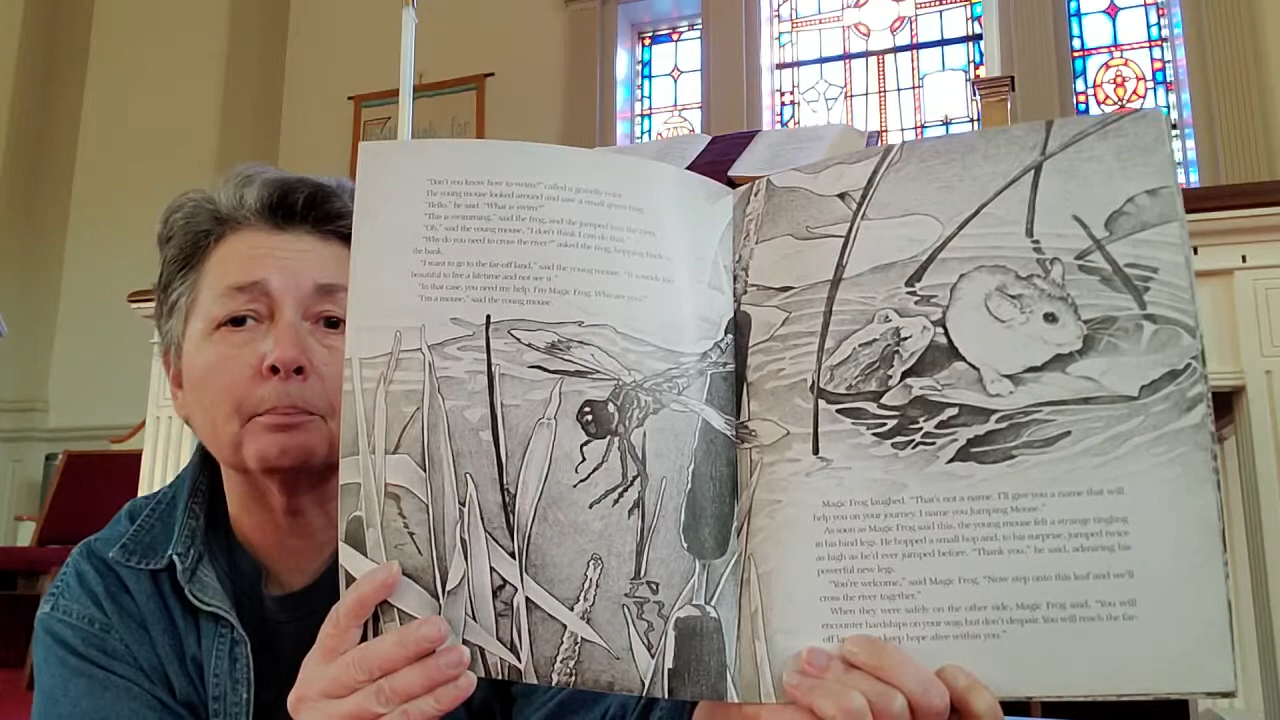 "Don't you know how to swim?" called a gravelly voice.
The young mouse looked around and saw a small green frog.
"Hello," he said. "What is swim?"
"This is swimming," said the frog, and she jumped into the river.
"Oh," said the young mouse, "I don't think I can do that."
"Why do you need to cross the river?" asked the frog, hopping back to
the bank.
"I want to go to the far-off land," said the young mouse. "It sounds too
beautiful to live a lifetime and not see it."
"In that case, you need my help. I'm Magic Frog. Who are you?"
"I'm a mouse," said the young mouse.
Magic Frog laughed. "That's not a name. I'll give you a name that will
help you on your journey. I name you Jumping Mouse."
As soon as Magic Frog said this, the young mouse felt a strange tingling
in his hind legs. He hopped a small hop and, to his surprise, jumped twice
as high as he'd ever jumped before. "Thank you," he said, admiring his
powerful new legs.
"You're welcome," said Magic Frog. "Now step onto this leaf and we'll
cross the river together."
When they were safely on the other side, Magic Frog said, "You will
encounter hardships on your way, but don't despair. You will reach the far-
off keep hope alive within you."